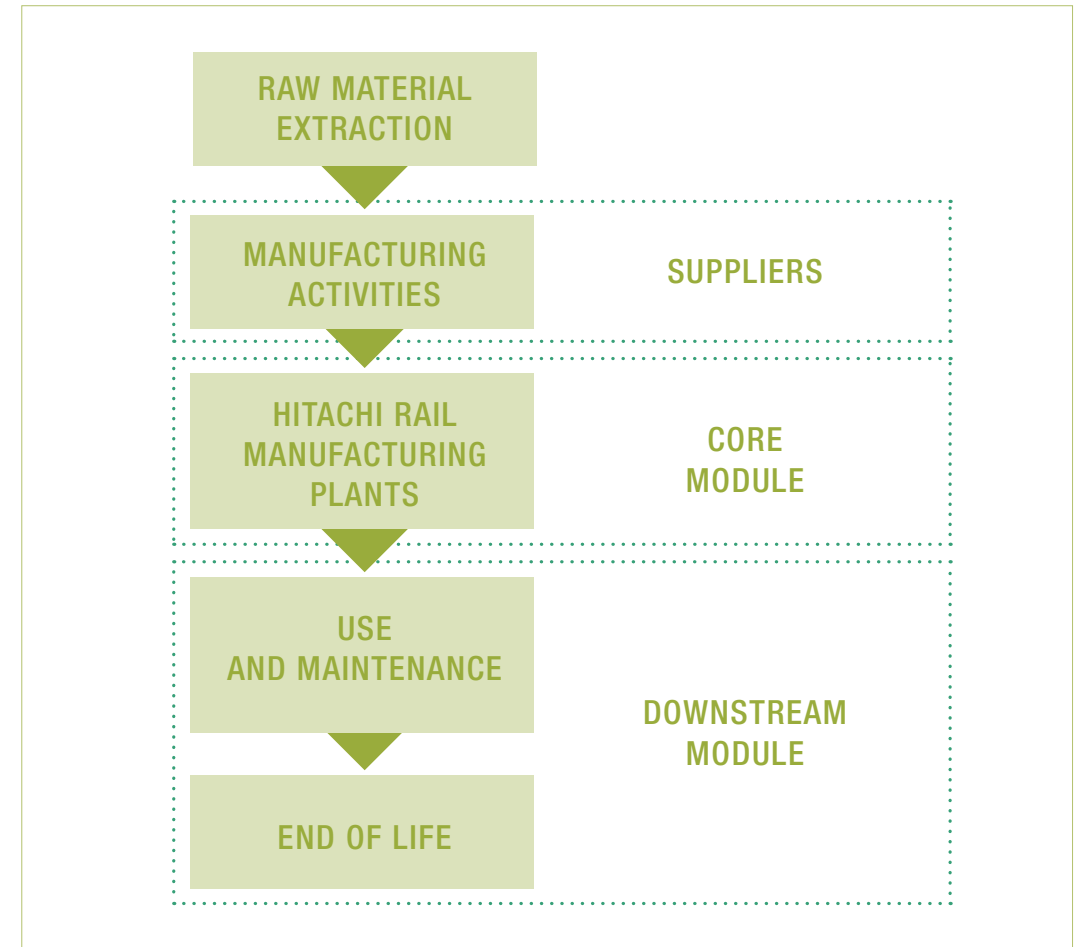 RAW MATERIAL
EXTRACTION
MANUFACTURING
ACTIVITIES
SUPPLIERS
HITACHI RAIL
MANUFACTURING
PLANTS
CORE
MODULE
USE
AND MAINTENANCE
DOWNSTREAM
MODULE
END OF LIFE